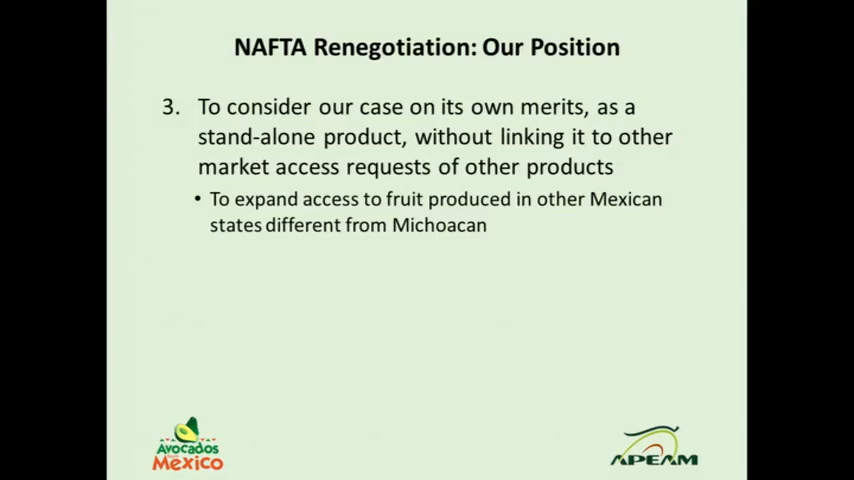 NAFTA Renegotiation: Our Position
3. To consider our case on its own merits, as a
stand-alone product, without linking it to other
market access requests of other products
• To expand access to fruit produced in other Mexican
states different from Michoacan
Avocados
Mexico
APEAM